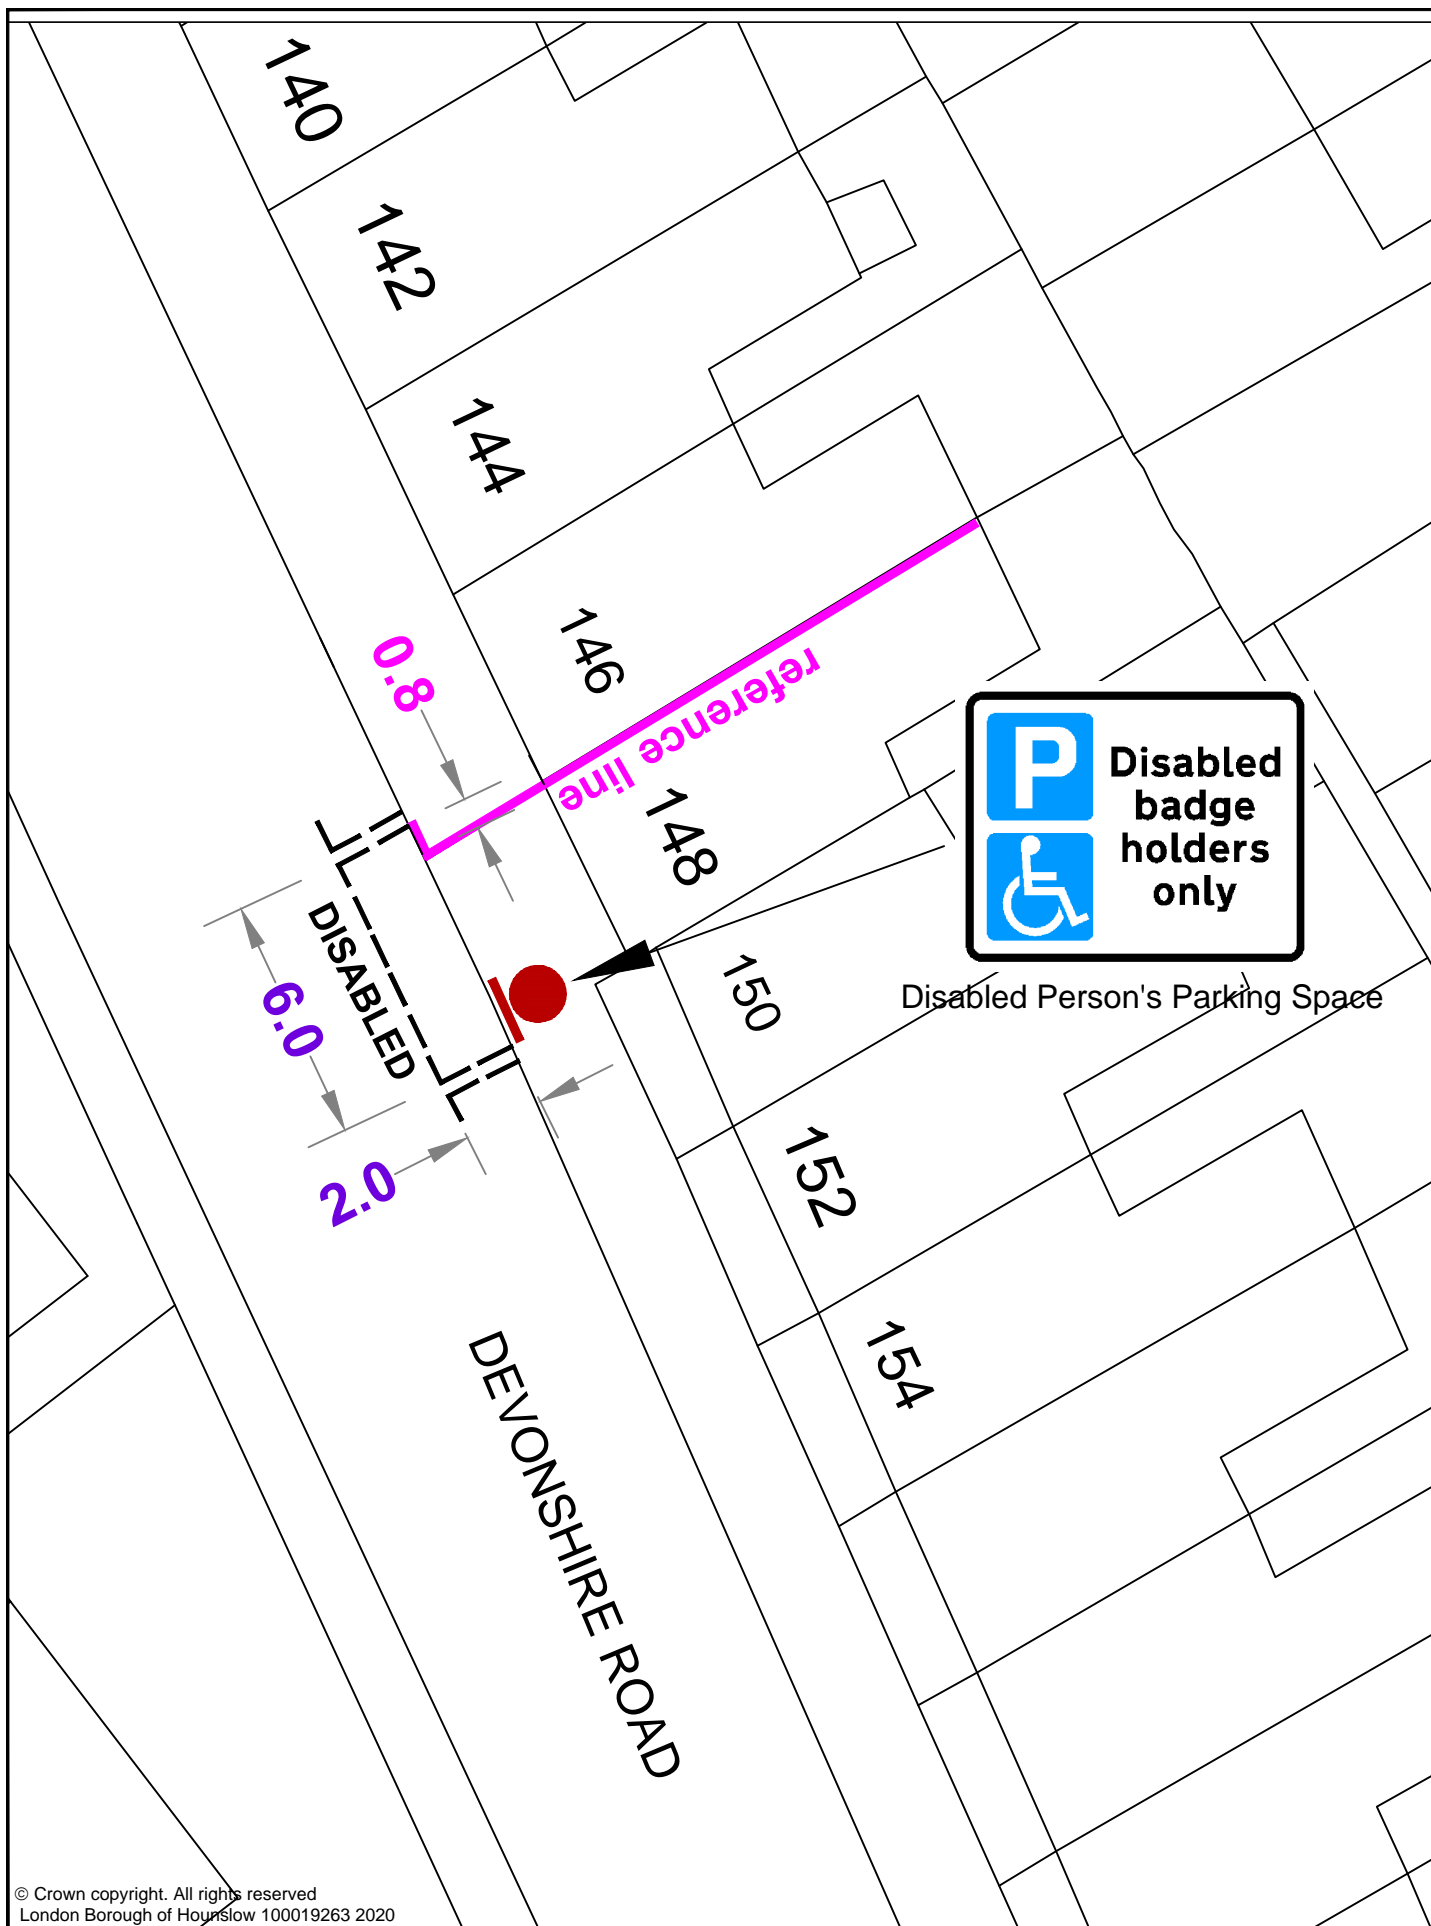 140
142
144
146
0.8
reference line
148
P
Disabled
badge
holders
only
DISABLED
6.0
150
Disabled Person's Parking Space
2.0
152
154
DEVONSHIRE ROAD
© Crown copyright. All rights reserved
London Borough of Hounslow 100019263 2020